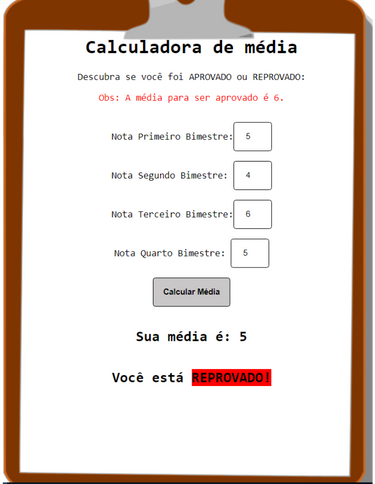 Calculadora de média
Descubra se você foi APROVADO ou REPROVADO:
Obs: A média para ser aprovado é 6.
Nota Primeiro Bimestre: 5
Nota Segundo Bimestre: 4
Nota Terceiro Bimestre: 6
Nota Quarto Bimestre: 5
Calcular Média
Sua média é: 5
Você está REPROVADO!